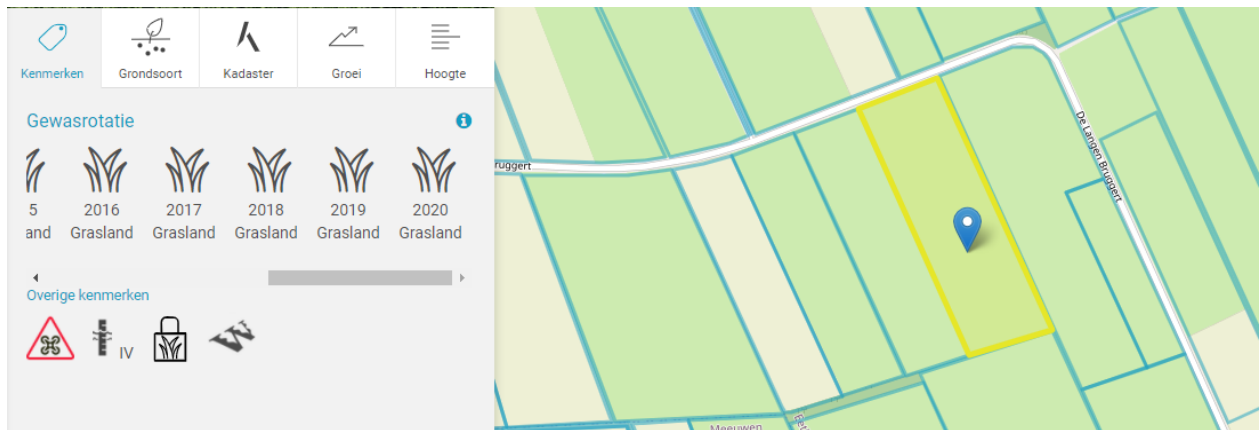 Kenmerken
Grondsoort
Kadaster
Groei
Hoogte
Gewasrotatie
5 2016 2017 2018 2019 2020
and Grasland Grasland Grasland Grasland Grasland
Overige kenmerken
IV
ruggert
De Langen Bruggert
Meeuwen
Eet